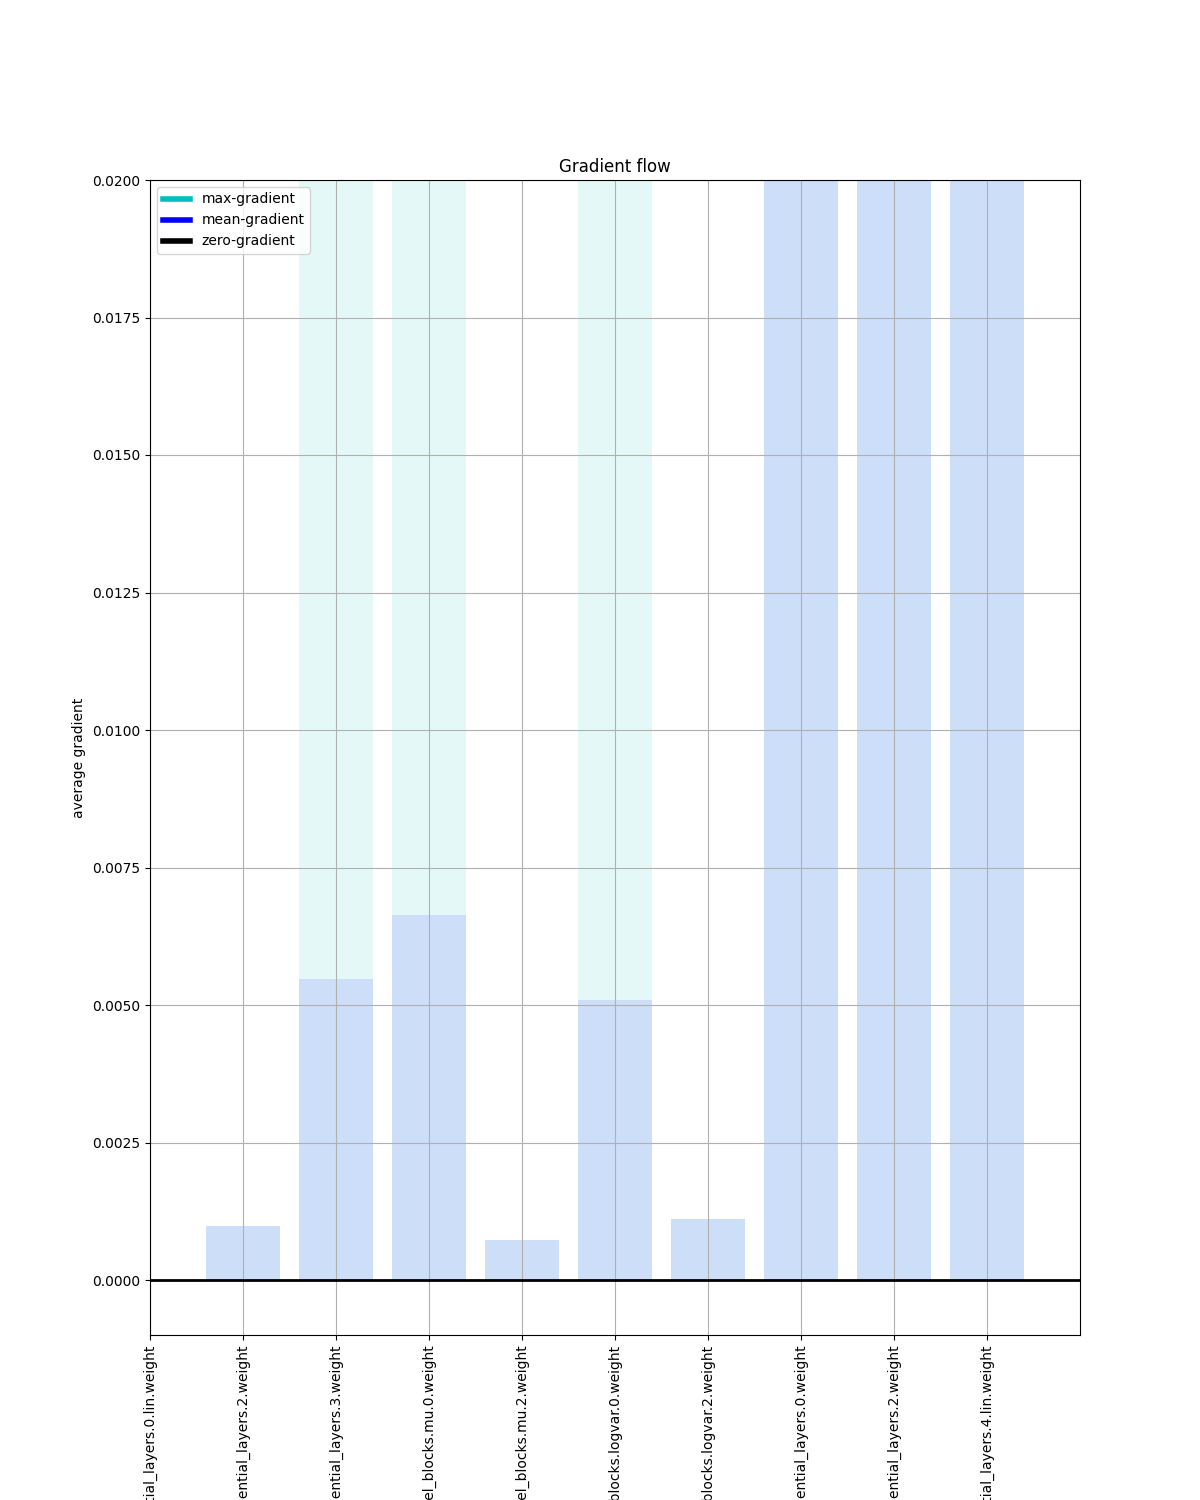 Gradient flow
max-gradient
mean-gradient
zero-gradient
0.0200
0.0175
0.0150
0.0125
0.0100
0.0075
0.0050
0.0025
0.0000
average gradient
tial_layers.0.lin.weight
ential_layers.2.weight
ential_layers.3.weight
el_blocks.mu.0.weight
el_blocks.mu.2.weight
blocks.logvar.0.weight
blocks.logvar.2.weight
ential_layers.0.weight
ential_layers.2.weight
tial_layers.4.lin.weight